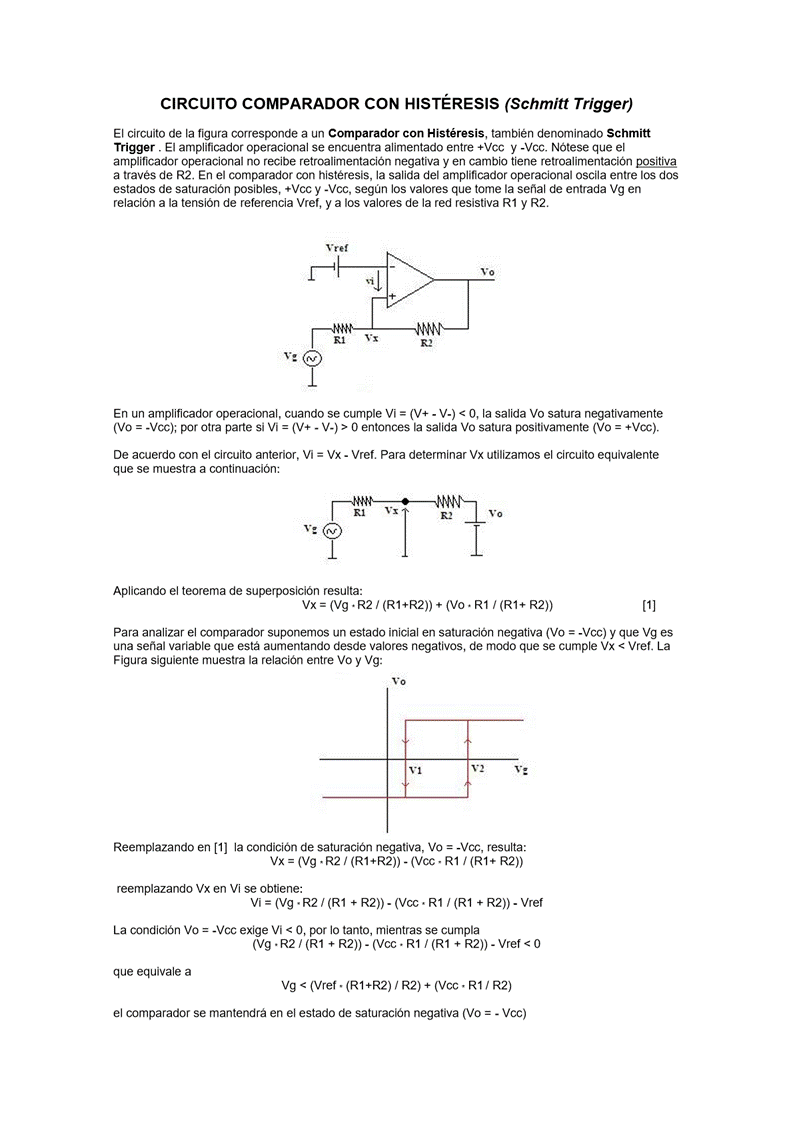 CIRCUITO COMPARADOR CON HISTÉRESIS (Schmitt Trigger)
El circuito de la figura corresponde a un Comparador con Histéresis, también denominado Schmitt
Trigger . El amplificador operacional se encuentra alimentado entre +Vcc y -Vcc. Nótese que el
amplificador operacional no recibe retroalimentación negativa y en cambio tiene retroalimentación positiva
a través de R2. En el comparador con histéresis, la salida del amplificador operacional oscila entre los dos
estados de saturación posibles, +Vcc y -Vcc, según los valores que tome la señal de entrada Vg en
relación a la tensión de referencia Vref, y a los valores de la red resistiva R1 y R2.
Vref
Vo
-
vi
+
R1
Vx
R2
Vg
En un amplificador operacional, cuando se cumple Vi = (V+ - V-) < 0, la salida Vo satura negativamente
(Vo = -Vcc); por otra parte si Vi = (V+ - V-) > 0 entonces la salida Vo satura positivamente (Vo = +Vcc).
De acuerdo con el circuito anterior, Vi = Vx - Vref. Para determinar Vx utilizamos el circuito equivalente
que se muestra a continuación:
R1
Vx
R2
Vo
Vg
Aplicando el teorema de superposición resulta:
Vx = (Vg * R2 / (R1+R2)) + (Vo * R1 / (R1+ R2)) [1]
Para analizar el comparador suponemos un estado inicial en saturación negativa (Vo = -Vcc) y que Vg es
una señal variable que está aumentando desde valores negativos, de modo que se cumple Vx < Vref. La
Figura siguiente muestra la relación entre Vo y Vg:
Vo
V1
V2
Vg
Reemplazando en [1] la condición de saturación negativa, Vo = -Vcc, resulta:
Vx = (Vg * R2 / (R1+R2)) - (Vcc * R1 / (R1+ R2))
reemplazando Vx en Vi se obtiene:
Vi = (Vg * R2 / (R1 + R2)) - (Vcc * R1 / (R1 + R2)) - Vref
La condición Vo = -Vcc exige Vi < 0, por lo tanto, mientras se cumpla
(Vg * R2 / (R1 + R2)) - (Vcc * R1 / (R1 + R2)) - Vref < 0
que equivale a
Vg < (Vref * (R1+R2) / R2) + (Vcc * R1 / R2)
el comparador se mantendrá en el estado de saturación negativa (Vo = - Vcc)